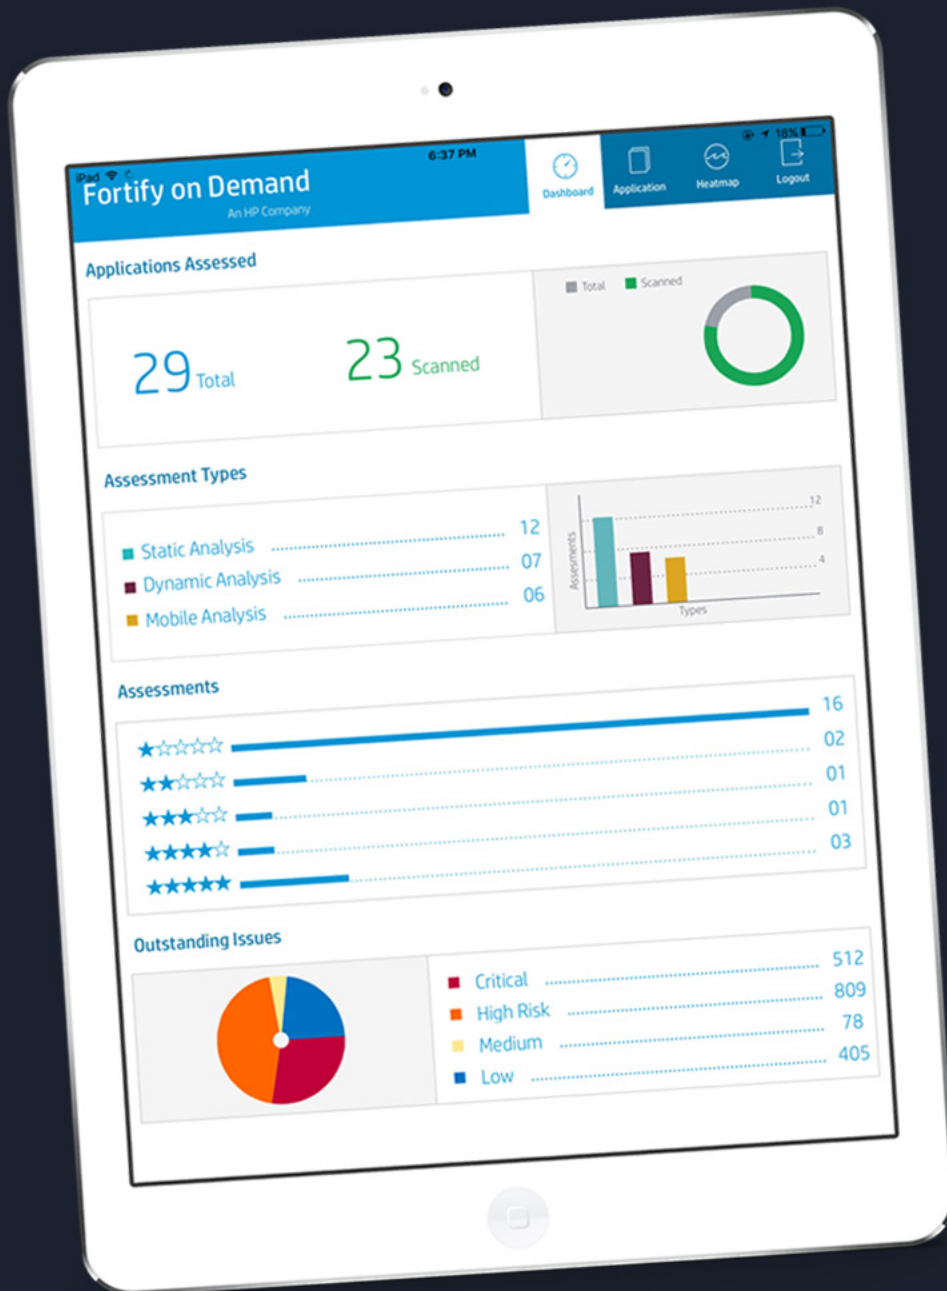 iPad 6:37 PM 18%
Fortify on Demand
An HP Company
Dashboard
Application
Heatmap
Logout
Applications Assessed
29 Total
23 Scanned
Total Scanned
Assessment Types
Static Analysis 12
Dynamic Analysis 07
Mobile Analysis 06
Assesments
12
8
4
Types
Assessments
16
02
01
01
03
Outstanding Issues
Critical 512
High Risk 809
Medium 78
Low 405